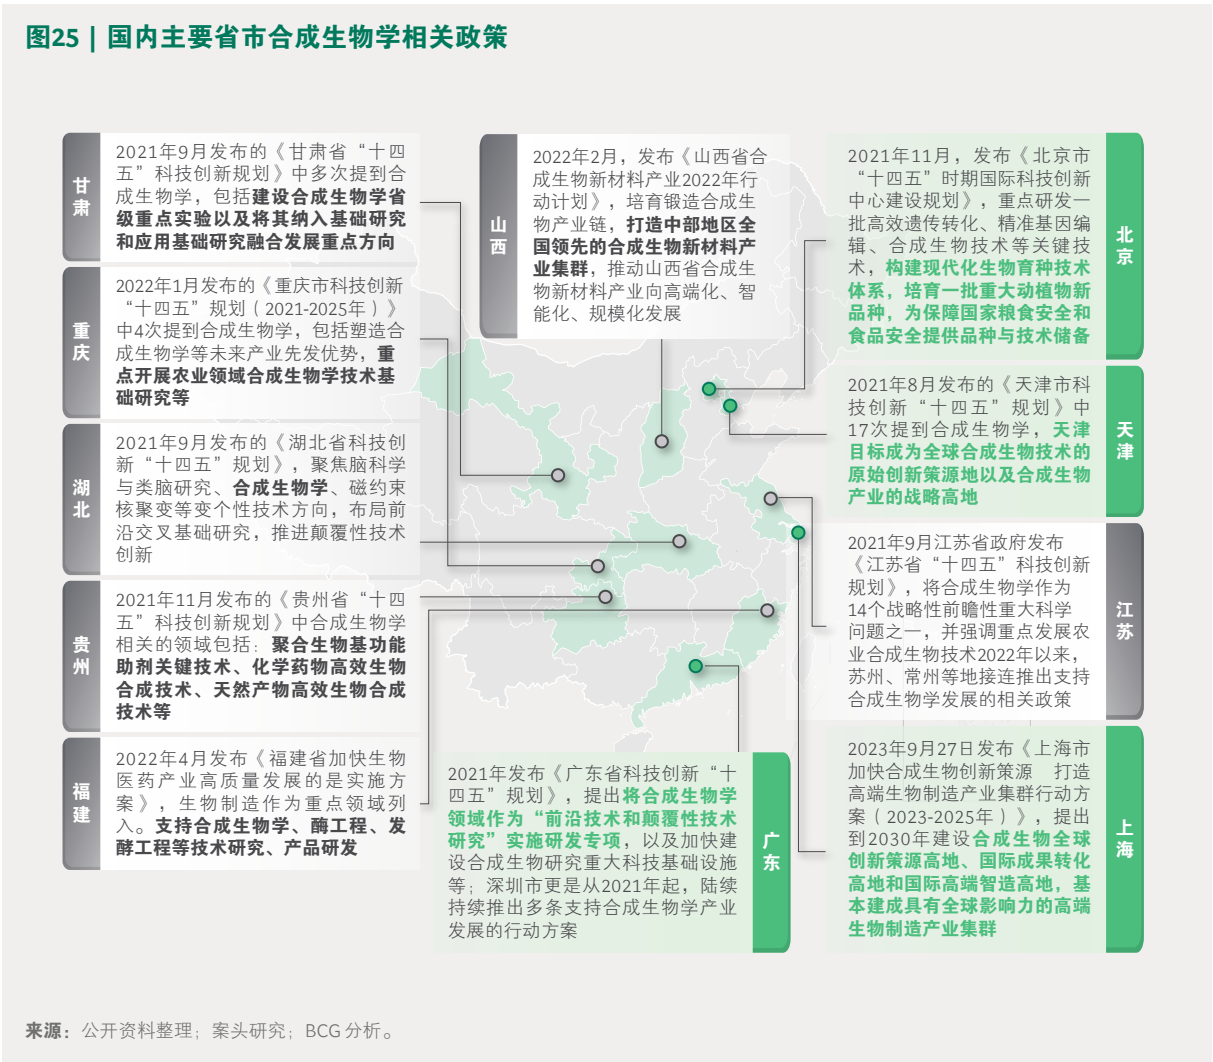 图25 | 国内主要省市合成生物学相关政策
甘肃
2021年9月发布的《甘肃省“十四
五”科技创新规划》中多次提到合
成生物学，包括建设合成生物学省
级重点实验以及将其纳入基础研究
和应用基础研究融合发展重点方向
重庆
2022年1月发布的《重庆市科技创新
“十四五”规划（2021-2025年）》
中4次提到合成生物学，包括塑造合
成生物学等未来产业先发优势，重
点开展农业领域合成生物学技术基
础研究等
湖北
2021年9月发布的《湖北省科技创
新“十四五”规划》，聚焦脑科学
与类脑研究、合成生物学、磁约束
核聚变等变个性技术方向，布局前
沿交叉基础研究，推进颠覆性技术
创新
贵州
2021年11月发布的《贵州省“十四
五”科技创新规划》中合成生物学
相关的领域包括：聚合生物基功能
助剂关键技术、化学药物高效生物
合成技术、天然产物高效生物合成
技术等
福建
2022年4月发布《福建省加快生物
医药产业高质量发展的是实施方
案》，生物制造作为重点领域列
入。支持合成生物学、酶工程、发
酵工程等技术研究、产品研发
山西
2022年2月，发布《山西省合
成生物新材料产业2022年行
动计划》，培育锻造合成生
物产业链，打造中部地区全
国领先的合成生物新材料产
业集群，推动山西省合成生
物新材料产业向高端化、智
能化、规模化发展
2021年发布《广东省科技创新“十
四五”规划》，提出将合成生物学
领域作为“前沿技术和颠覆性技术
研究”实施研发专项，以及加快建
设合成生物研究重大科技基础设施
等；深圳市更是从2021年起，陆续
持续推出多条支持合成生物学产业
发展的行动方案
广东
2021年11月，发布《北京市
“十四五”时期国际科技创新
中心建设规划》，重点研发一
批高效遗传转化、精准基因编
辑、合成生物技术等关键技
术，构建现代化生物育种技术
体系，培育一批重大动植物新
品种，为保障国家粮食安全和
食品安全提供品种与技术储备
北京
2021年8月发布的《天津市科
技创新“十四五”规划》中
17次提到合成生物学，天津
目标成为全球合成生物技术的
原始创新策源地以及合成生物
产业的战略高地
天津
2021年9月江苏省政府发布
《江苏省“十四五”科技创新
规划》，将合成生物学作为
14个战略性前瞻性重大科学
问题之一，并强调重点发展农
业合成生物技术2022年以来，
苏州、常州等地接连推出支持
合成生物学发展的相关政策
江苏
2023年9月27日发布《上海市
加快合成生物创新策源 打造
高端生物制造产业集群行动方
案（2023-2025年）》，提出
到2030年建设合成生物全球
创新策源高地、国际成果转化
高地和国际高端智造高地，基
本建成具有全球影响力的高端
生物制造产业集群
上海
来源：公开资料整理；案头研究；BCG 分析。